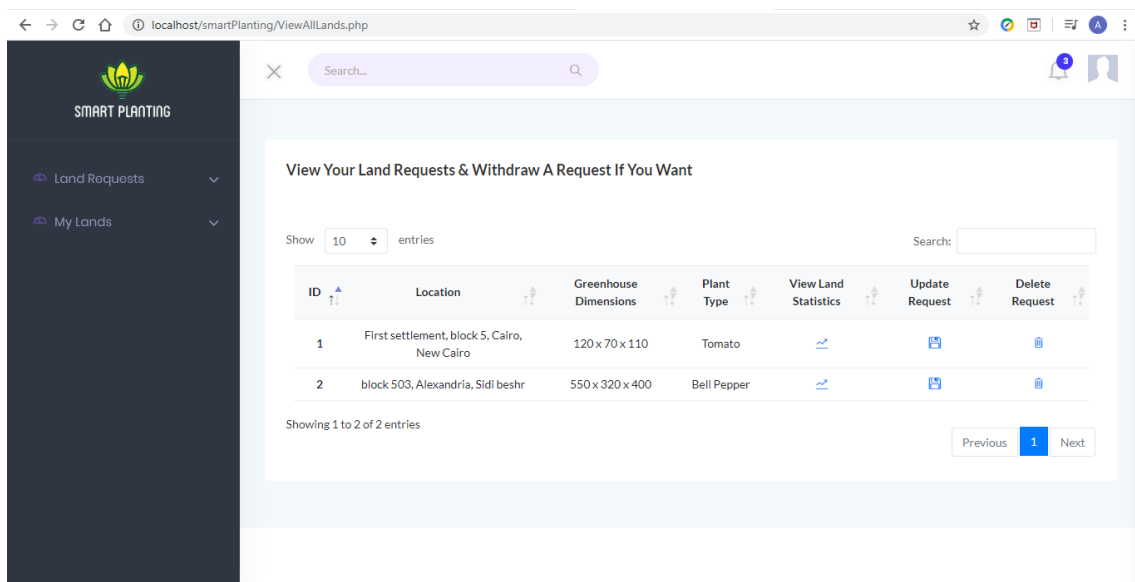 localhost/smartPlanting/ViewAllLands.php
A
SMART PLANTING
Search...
3
Land Requests
My Lands
View Your Land Requests & Withdraw A Request If You Want
Show 10 entries
Search:
ID Location Greenhouse Dimensions Plant Type View Land Statistics Update Request Delete Request
1 First settlement, block 5, Cairo, New Cairo 120 x 70 x 110 Tomato
2 block 503, Alexandria, Sidi beshr 550 x 320 x 400 Bell Pepper
Showing 1 to 2 of 2 entries
Previous 1 Next